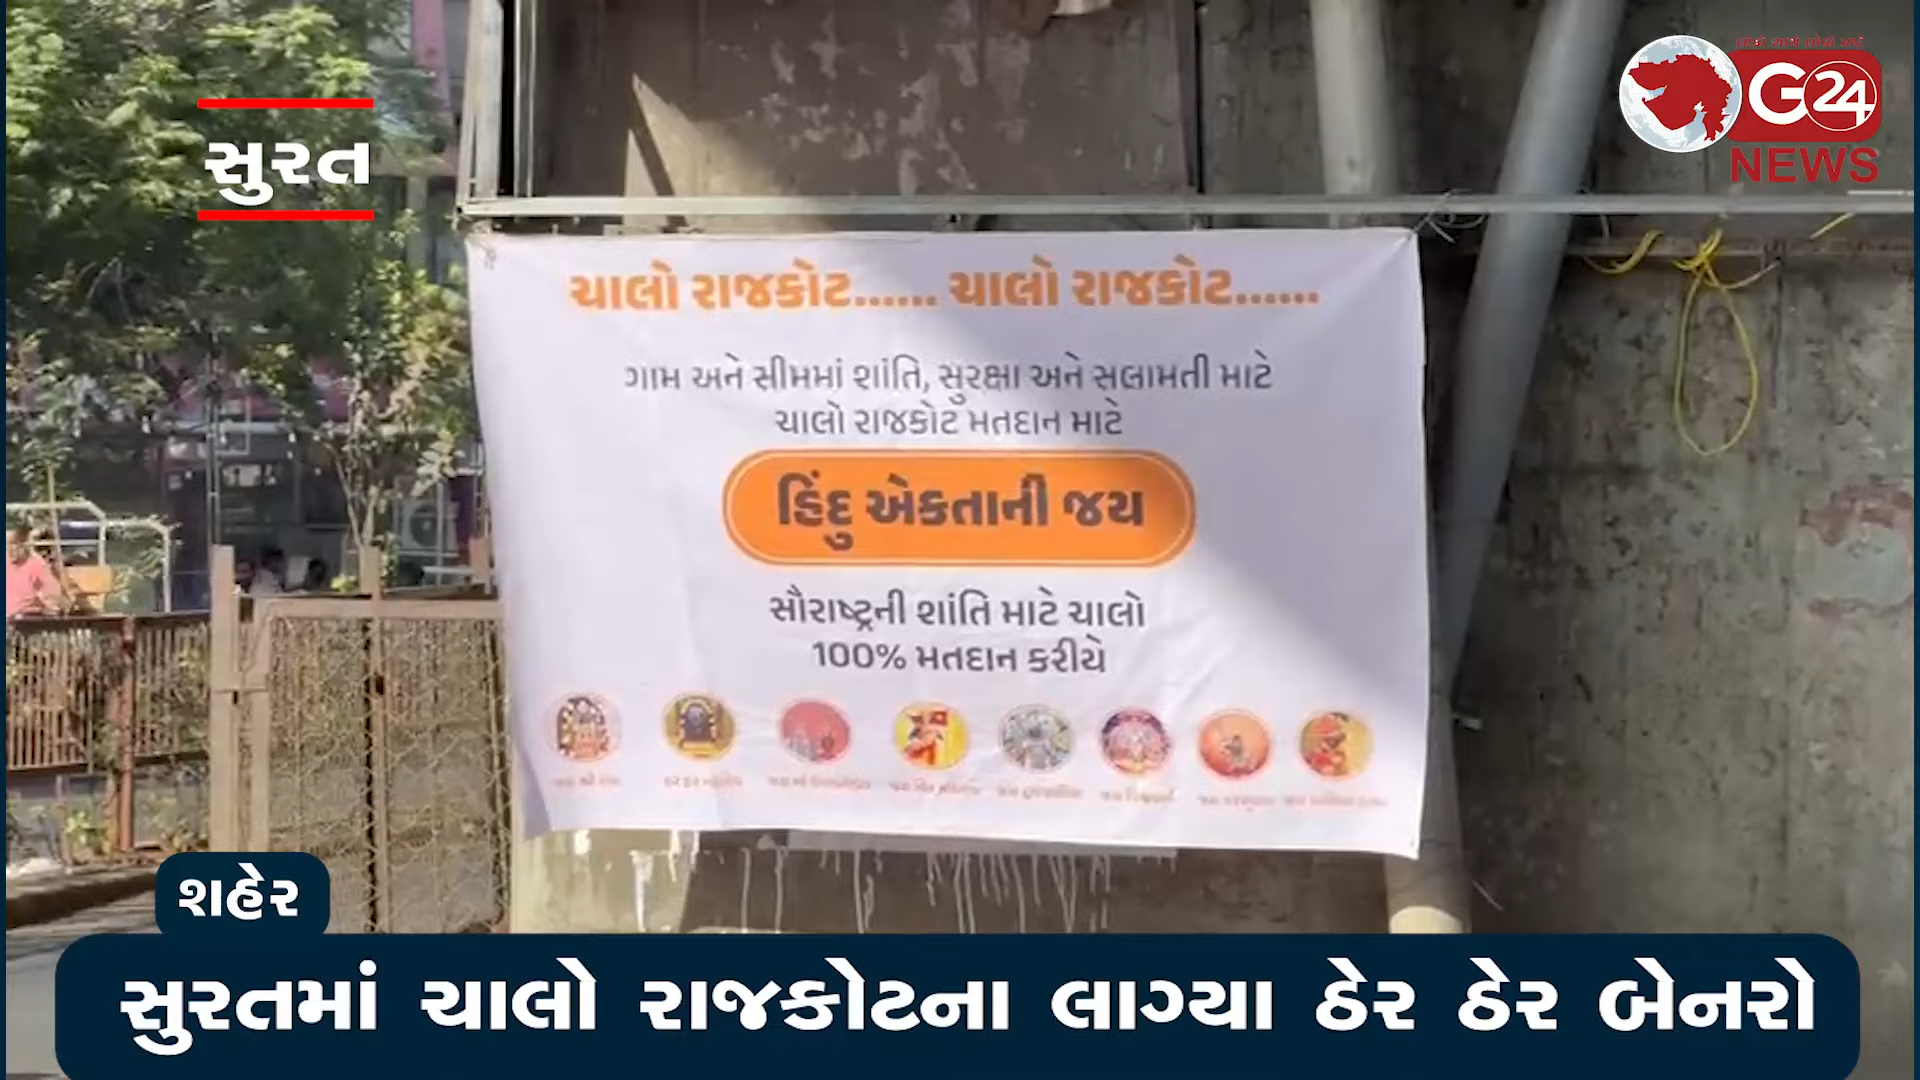 સુરત
G24
NEWS
ચાલો રાજકોટ...... ચાલો રાજકોટ......
ગામ અને સીમમાં શાંતિ, સુરક્ષા અને સલામતી માટે
ચાલો રાજકોટ મતદાન માટે
હિંદુ એકતાની જય
સૌરાષ્ટ્રની શાંતિ માટે ચાલો
100% મતદાન કરીયે
શહેર
સુરતમાં ચાલો રાજકોટના લાગ્યા ઠેર ઠેર બેનરો